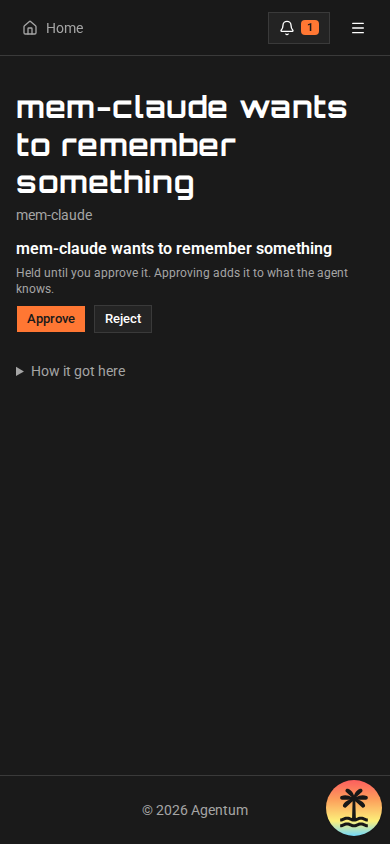 Home
1
mem-claude wants
to remember
something
mem-claude
mem-claude wants to remember something
Held until you approve it. Approving adds it to what the agent
knows.
Approve
Reject
How it got here
© 2026 Agentum